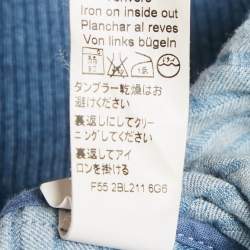 Iron on inside out
Planchar al reves
Von links bügeln
タンブラー乾燥はお
避けください
裏返しにしてクリー
ニングしてください
裏返してアイ
ロンを掛ける
F55 2BL211 6G6